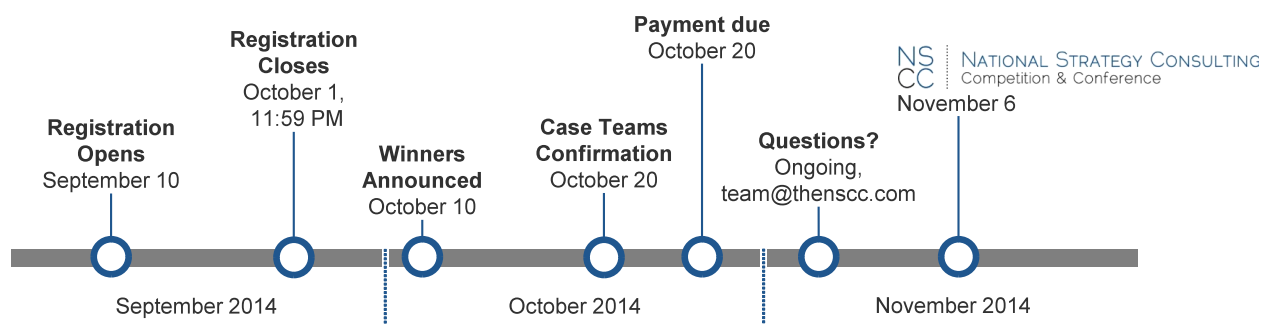 Registration
Opens
September 10
Registration
Closes
October 1,
11:59 PM
Winners
Announced
October 10
Case Teams
Confirmation
October 20
Payment due
October 20
Questions?
Ongoing,
team@thenscc.com
NS
CC
NATIONAL STRATEGY CONSULTING
Competition & Conference
November 6
September 2014
October 2014
November 2014